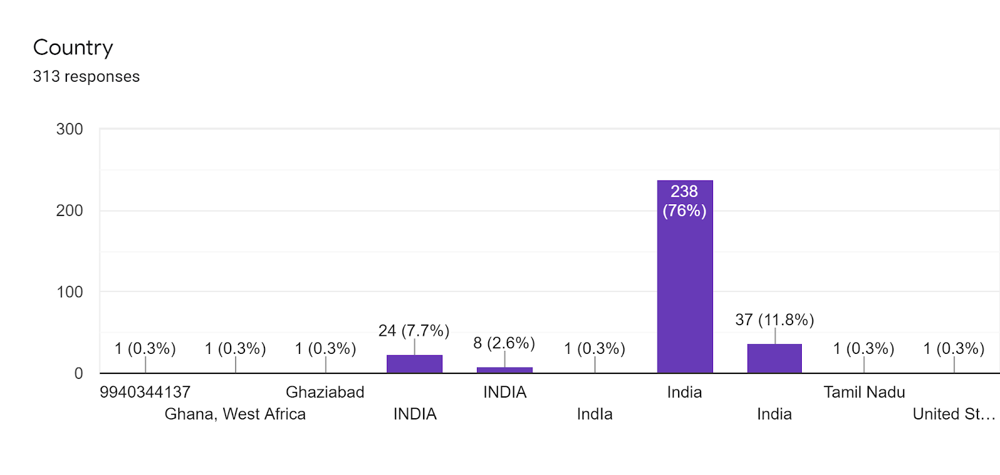 Country
313 responses
300
200
100
0
1 (0.3%)
1 (0.3%)
1 (0.3%)
24 (7.7%)
8 (2.6%)
1 (0.3%)
238
(76%)
37 (11.8%)
1 (0.3%)
1 (0.3%)
9940344137
Ghana, West Africa
Ghaziabad
INDIA
INDIA
IndIa
India
India
Tamil Nadu
United St…